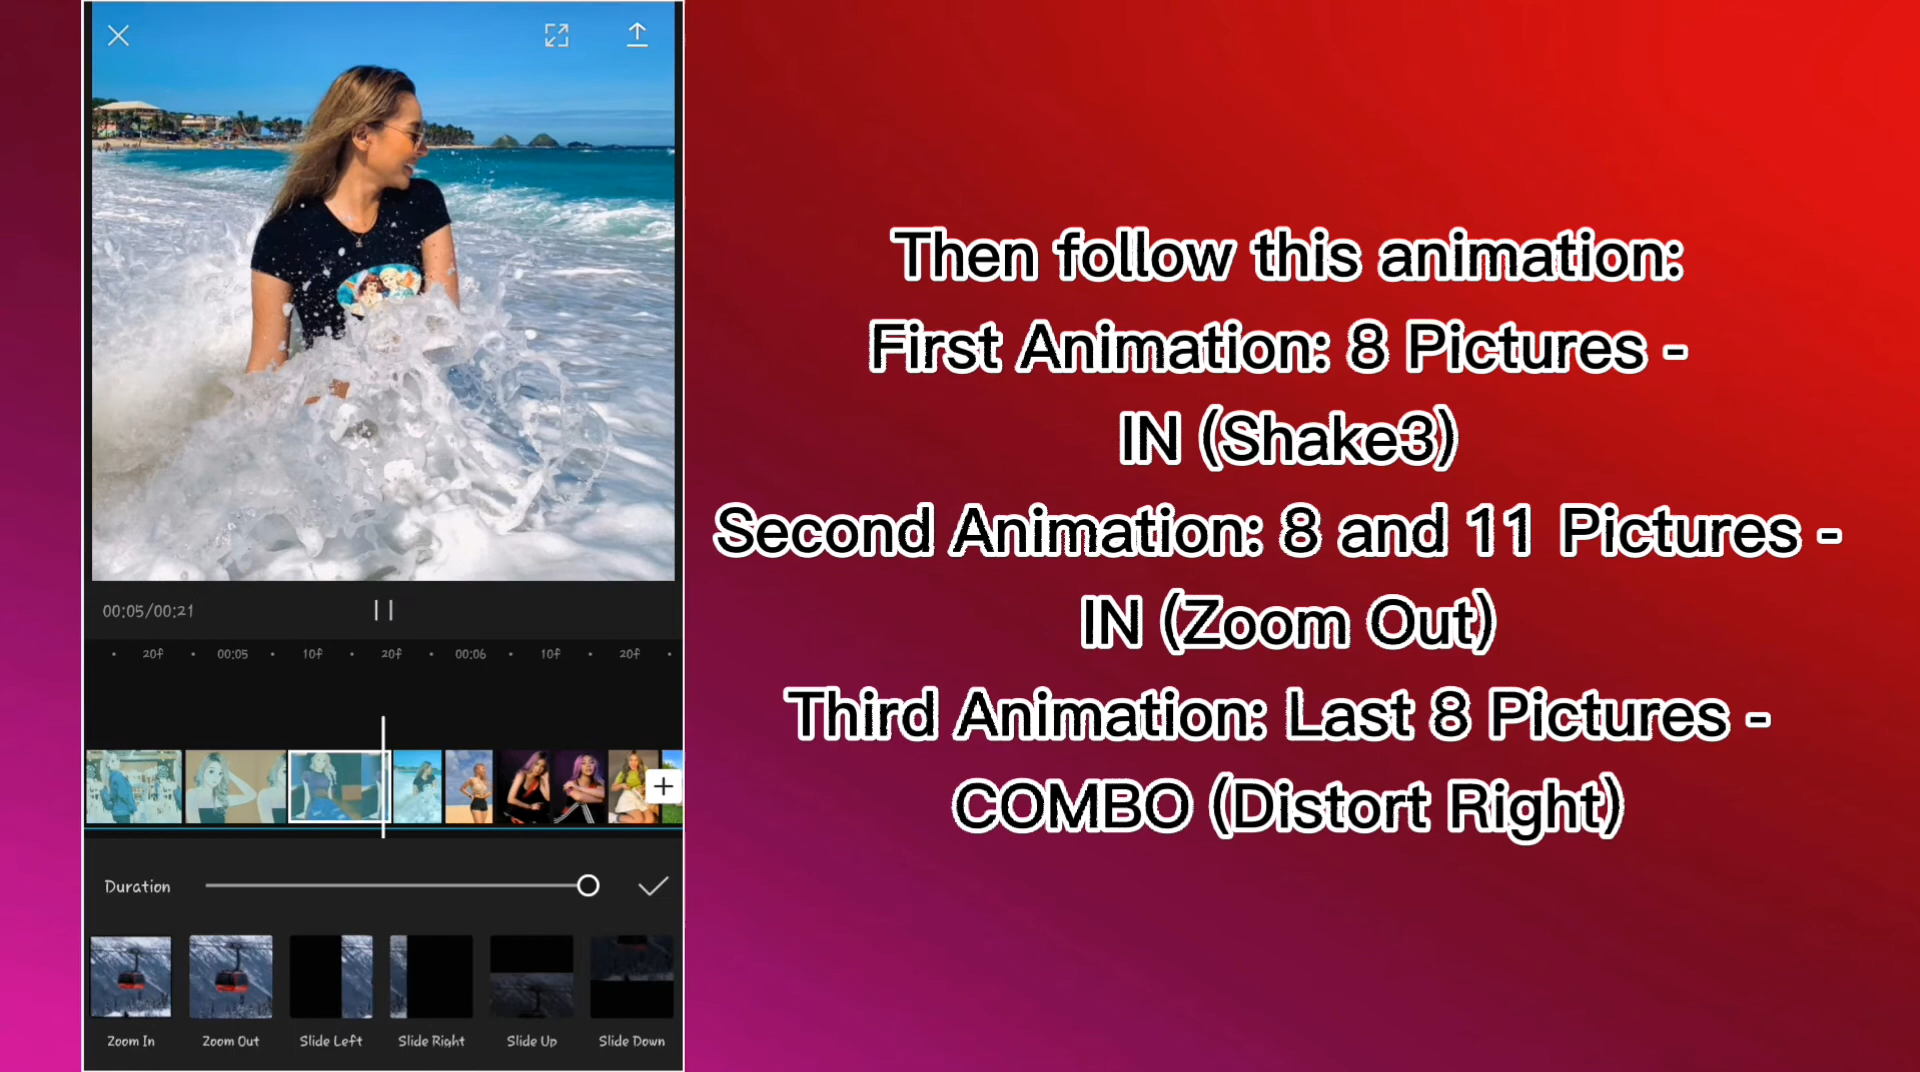 Then follow this animation:
First Animation: 8 Pictures -
IN (Shake3)
Second Animation: 8 and 11 Pictures -
IN (Zoom Out)
Third Animation: Last 8 Pictures -
COMBO (Distort Right)
00:05/00:21
20f 00:05 10f 20f 00:06 10f 20f
Duration
Zoom In Zoom Out Slide Left Slide Right Slide Up Slide Down